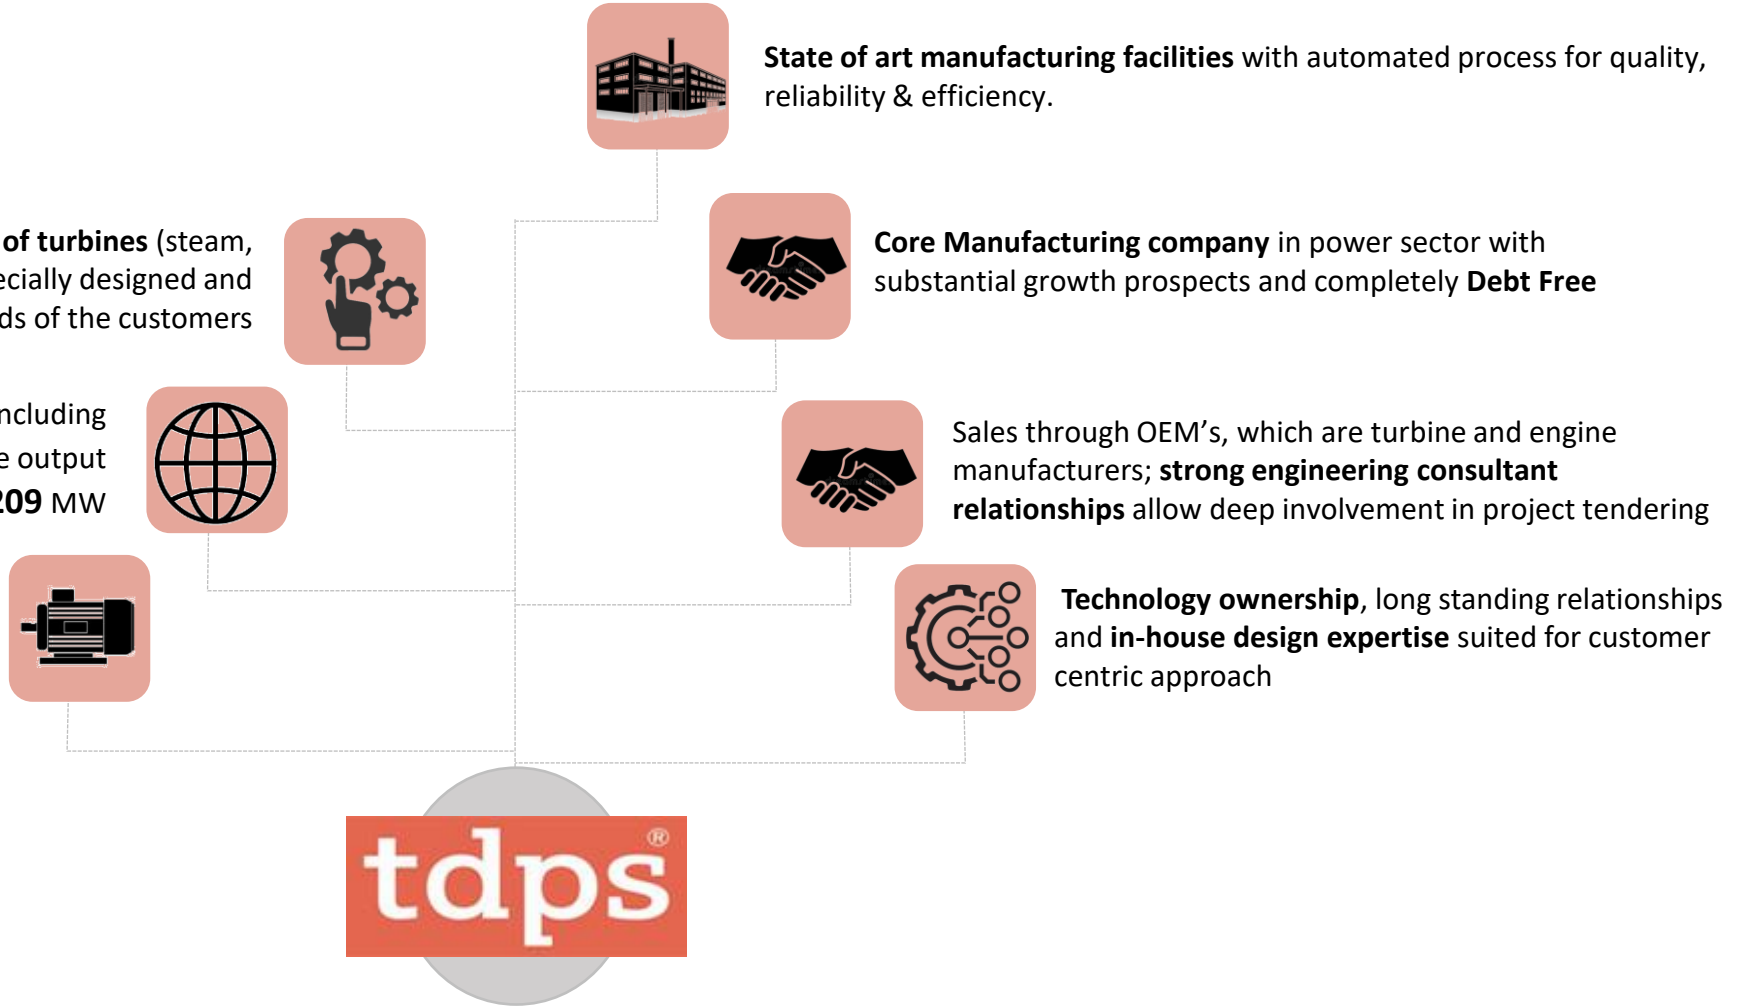 State of art manufacturing facilities with automated process for quality,
reliability & efficiency.
of turbines (steam,
designed and
of the customers
Core Manufacturing company in power sector with
substantial growth prospects and completely Debt Free
output
209 MW
Sales through OEM’s, which are turbine and engine
manufacturers; strong engineering consultant
relationships allow deep involvement in project tendering
Technology ownership, long standing relationships
and in-house design expertise suited for customer
centric approach
tdps®